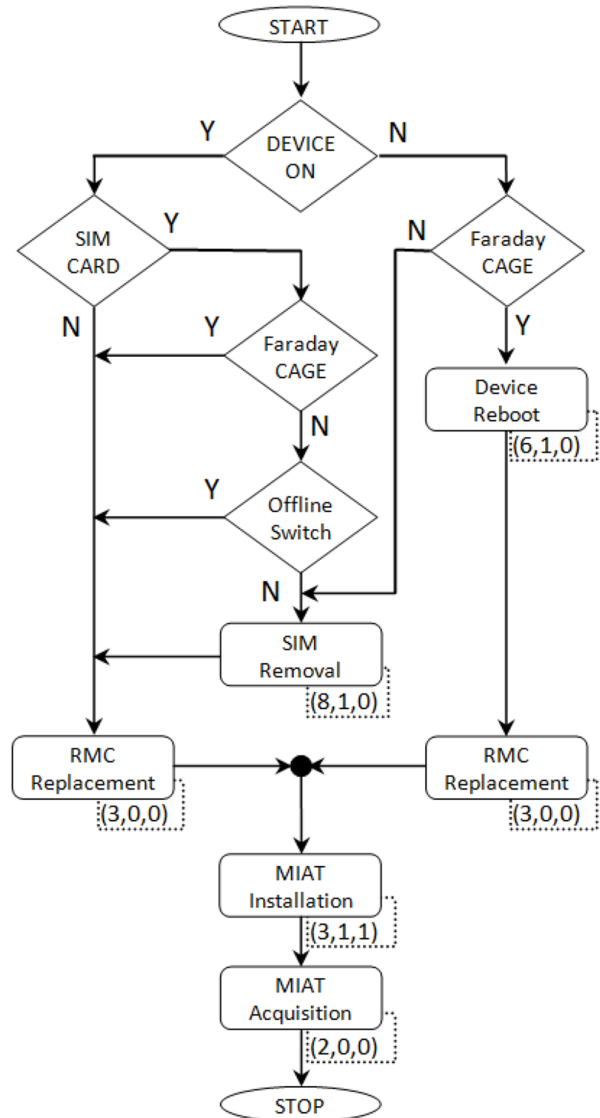 START
Y
N
DEVICE
ON
SIM
CARD
Y
N
Faraday
CAGE
N
Y
Faraday
CAGE
Y
N
Device
Reboot
(6,1,0)
Y
Offline
Switch
N
SIM
Removal
(8,1,0)
RMC
Replacement
(3,0,0)
RMC
Replacement
(3,0,0)
MIAT
Installation
(3,1,1)
MIAT
Acquisition
(2,0,0)
STOP